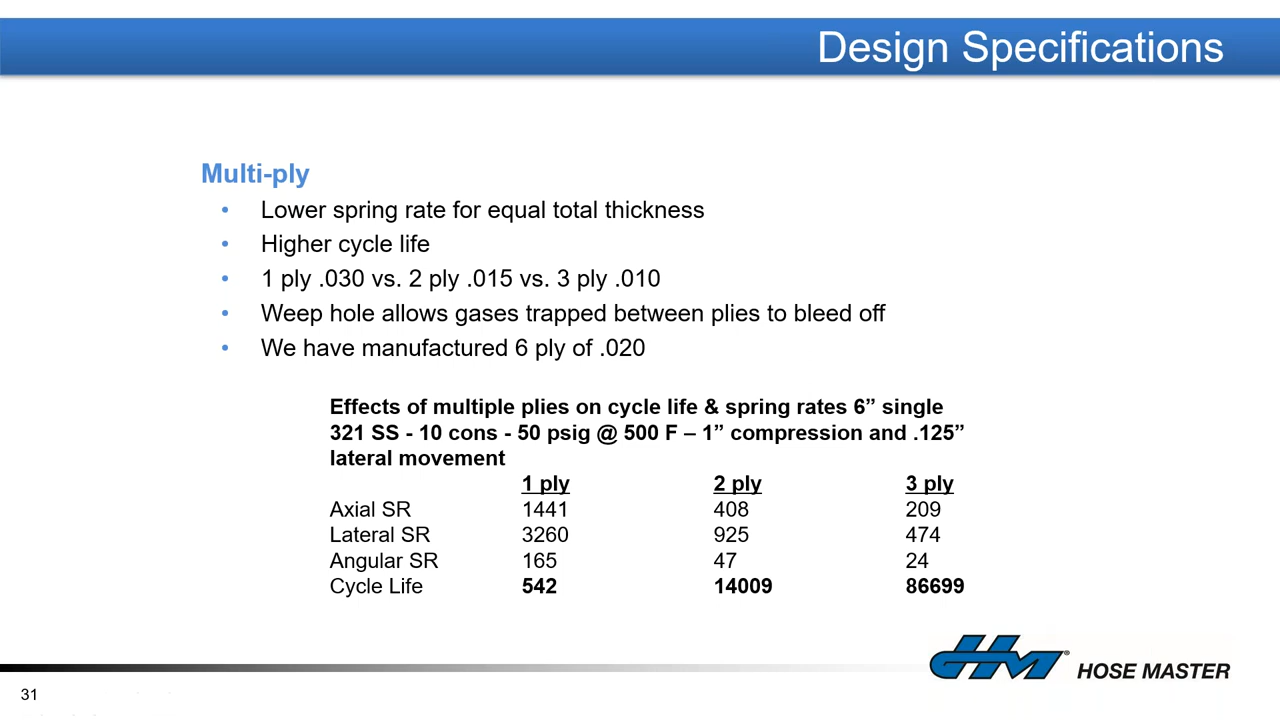 Design Specifications
Multi-ply
• Lower spring rate for equal total thickness
• Higher cycle life
• 1 ply .030 vs. 2 ply .015 vs. 3 ply .010
• Weep hole allows gases trapped between plies to bleed off
• We have manufactured 6 ply of .020
Effects of multiple plies on cycle life & spring rates 6” single
321 SS - 10 cons - 50 psig @ 500 F – 1” compression and .125”
lateral movement
1 ply 2 ply 3 ply
Axial SR 1441 408 209
Lateral SR 3260 925 474
Angular SR 165 47 24
Cycle Life 542 14009 86699
HM® HOSE MASTER
31